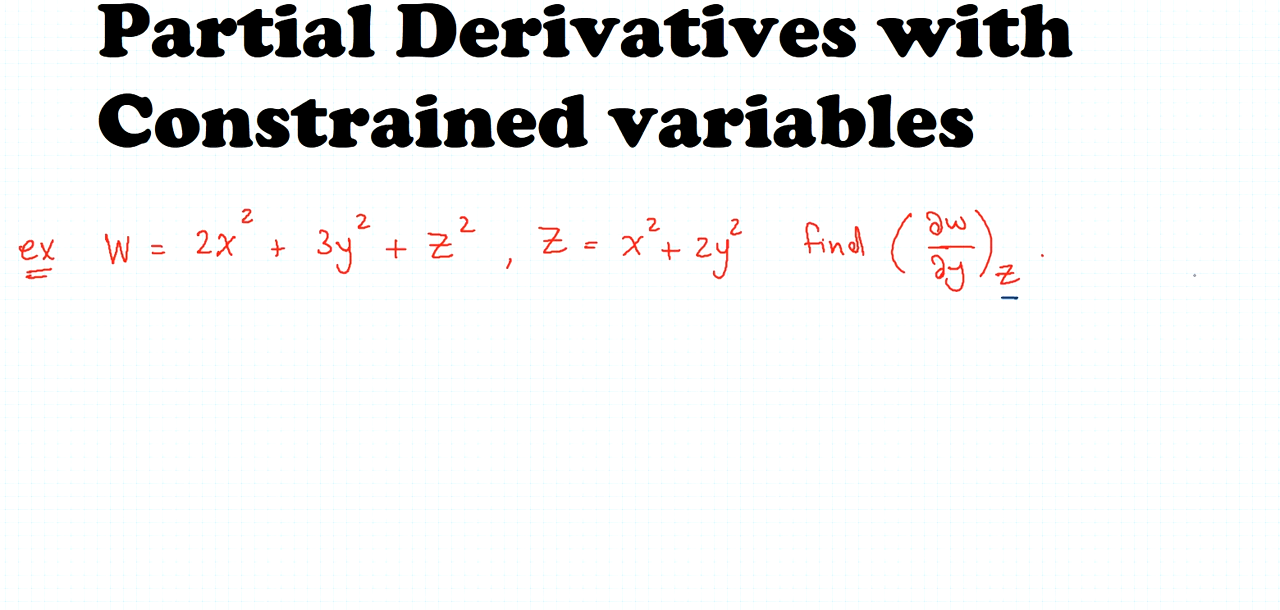 Partial Derivatives with
Constrained variables
ex W = 2x² + 3y² + z² , z = x² + 2y² find (∂w/∂y)z .